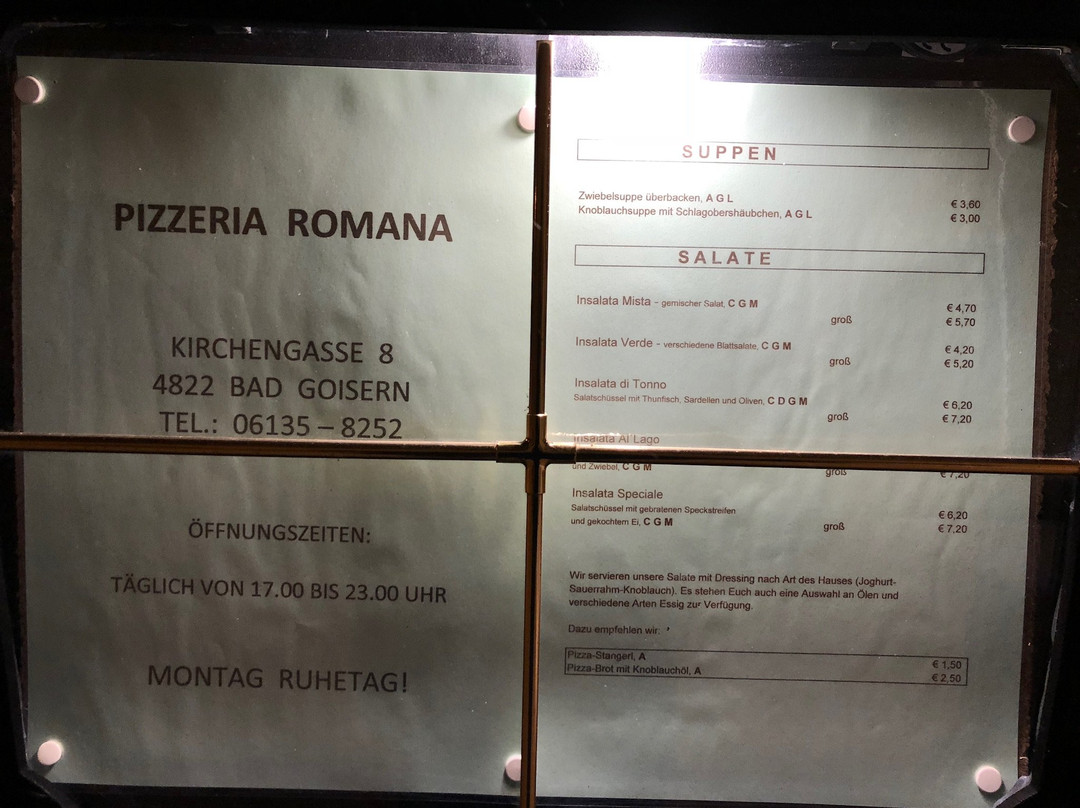 PIZZERIA ROMANA
KIRCHENGASSE 8
4822 BAD GOISERN
TEL.: 06135 – 8252
ÖFFNUNGSZEITEN:
TÄGLICH VON 17.00 BIS 23.00 UHR
MONTAG RUHETAG!
SUPPEN
Zwiebelsuppe überbacken, A G L € 3,60
Knoblauchsuppe mit Schlagobershäubchen, A G L € 3,00
SALATE
Insalata Mista - gemischer Salat, C G M € 4,70
groß € 5,70
Insalata Verde - verschiedene Blattsalate, C G M € 4,20
groß € 5,20
Insalata di Tonno
Salatschüssel mit Thunfisch, Sardellen und Oliven, C D G M € 6,20
groß € 7,20
Insalata Al Lago
und Zwiebel, C G M groß € 7,20
Insalata Speciale
Salatschüssel mit gebratenen Speckstreifen € 6,20
und gekochtem Ei, C G M groß € 7,20
Wir servieren unsere Salate mit Dressing nach Art des Hauses (Joghurt-
Sauerrahm-Knoblauch). Es stehen Euch auch eine Auswahl an Ölen und
verschiedene Arten Essig zur Verfügung.
Dazu empfehlen wir:
Pizza-Stangerl, A € 1,50
Pizza-Brot mit Knoblauchöl, A € 2,50